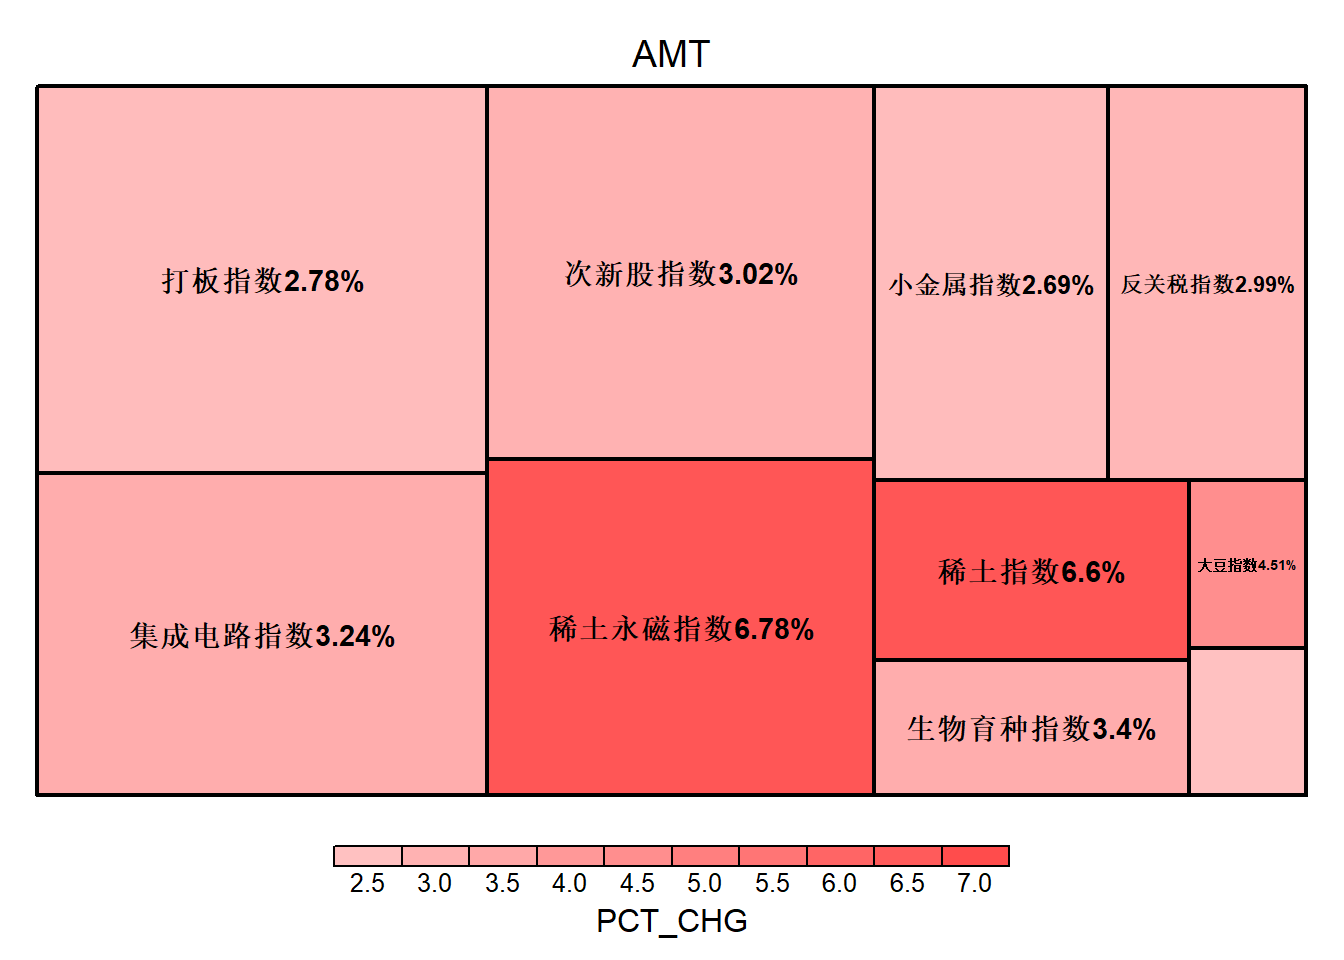 AMT
打板指数2.78%
次新股指数3.02%
小金属指数2.69%
反关税指数2.99%
集成电路指数3.24%
稀土永磁指数6.78%
稀土指数6.6%
大豆指数4.51%
生物育种指数3.4%
2.5 3.0 3.5 4.0 4.5 5.0 5.5 6.0 6.5 7.0
PCT_CHG